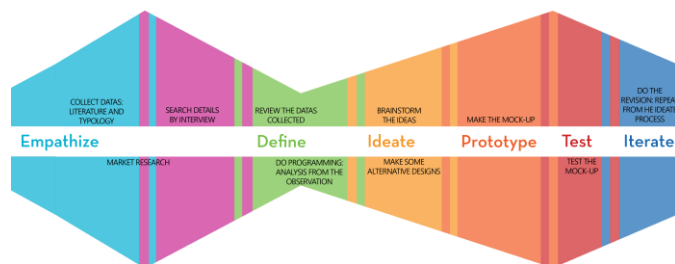 COLLECT DATAS:
LITERATURE AND
TYPOLOGY
SEARCH DETAILS
BY INTERVIEW
REVIEW THE DATAS
COLLECTED
BRAINSTORM
THE IDEAS
MAKE THE MOCK-UP
DO THE
REVISION: REPEA
FROM HE IDEATE
PROCESS
Empathize
Define
Ideate
Prototype
Test
Iterate
MARKET RESEARCH
DO PROGRAMMING:
ANALYSIS FROM THE
OBSERVATION
MAKE SOME
ALTERNATIVE DESIGNS
TEST THE
MOCK-UP